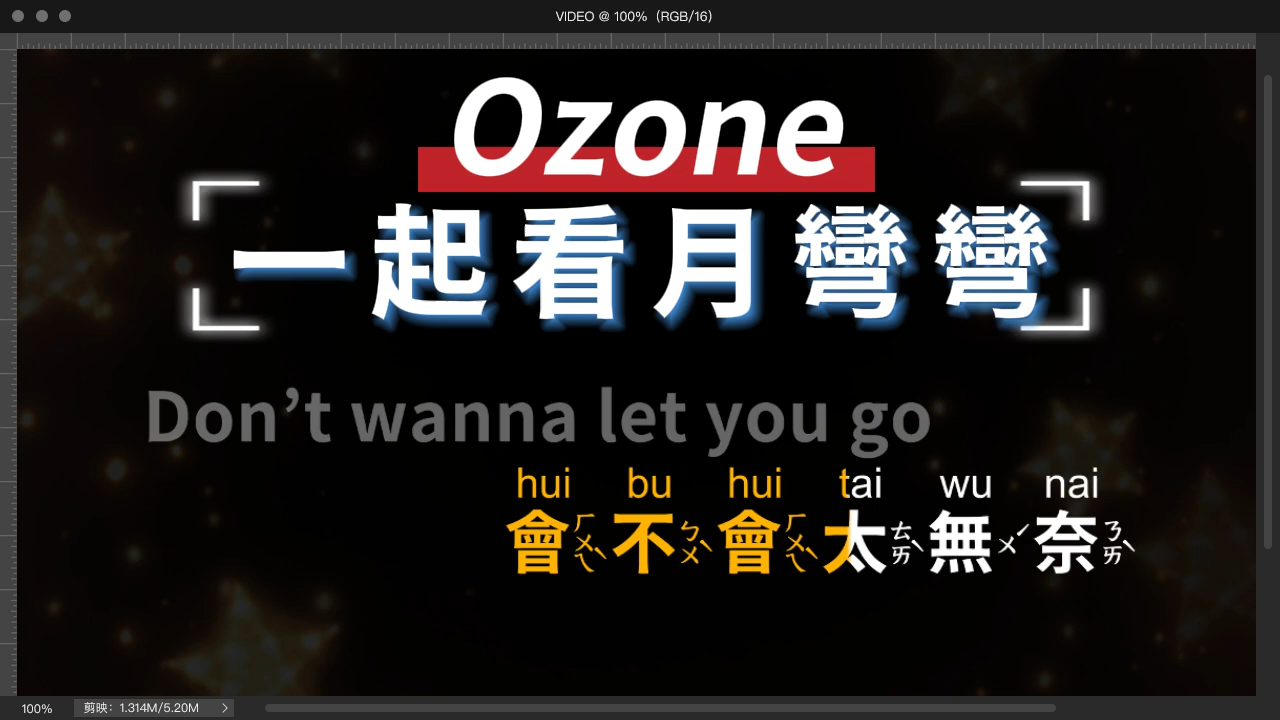 VIDEO @ 100%（RGB/16）
Ozone
一起看月彎彎
Don’t wanna let you go
hui bu hui tai wu nai
會ㄏㄨㄟˋ不ㄅㄨˋ會ㄏㄨㄟˋ太ㄊㄞˋ無ㄨˊ奈ㄋㄞˋ
100% 剪映：1.314M/5.20M